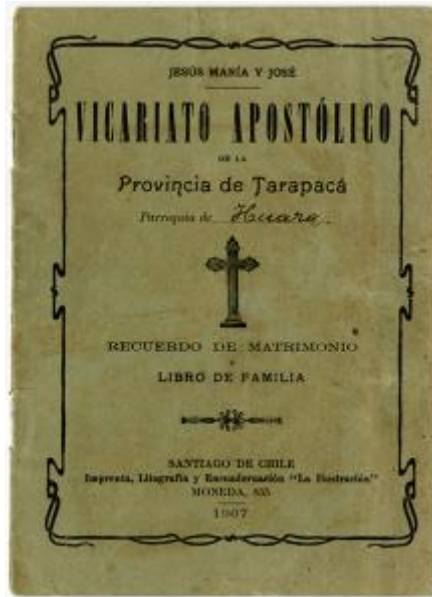 JESÚS MARÍA Y JOSÉ
VICARIATO APOSTÓLICO
DE LA
Provincia de Tarapacá
Parroquia de Huara.
RECUERDO DE MATRIMONIO
Y
LIBRO DE FAMILIA
SANTIAGO DE CHILE
Imprenta, Litografía y Encuadernación "La Ilustración"
MONEDA, 855
1907